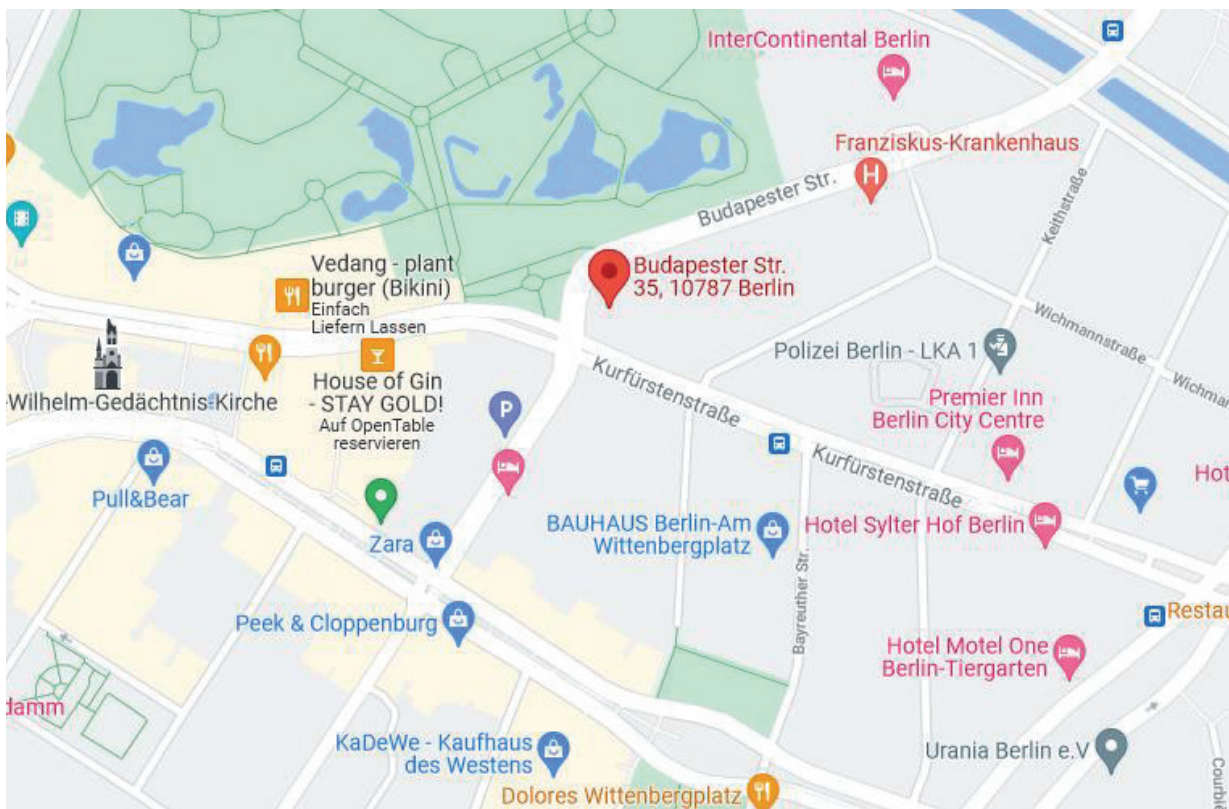 InterContinental Berlin
Franziskus-Krankenhaus
H
Budapester Str.
Keithstraße
Budapester Str.
35, 10787 Berlin
Vedang - plant
burger (Bikini)
Einfach
Liefern Lassen
Wichmannstraße
Polizei Berlin - LKA 1
House of Gin
- STAY GOLD!
Auf OpenTable
reservieren
-Wilhelm-Gedächtnis-Kirche
Kurfürstenstraße
Premier Inn
Berlin City Centre
P
Kurfürstenstraße
Pull&Bear
Zara
BAUHAUS Berlin-Am
Wittenbergplatz
Hotel Sylter Hof Berlin
Hot
Bayreuther Str.
Peek & Cloppenburg
Restau
Hotel Motel One
Berlin-Tiergarten
damm
KaDeWe - Kaufhaus
des Westens
Urania Berlin e.V
Dolores Wittenbergplatz